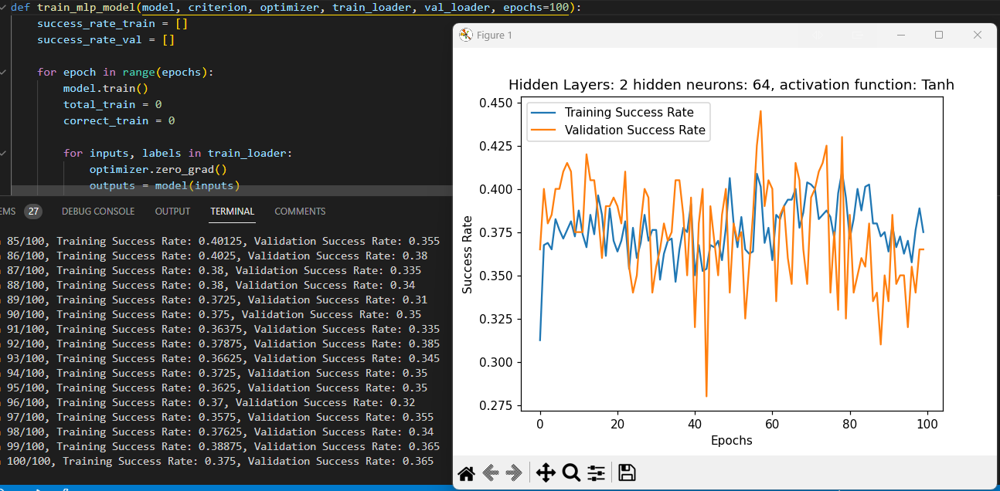 def train_mlp_model(model, criterion, optimizer, train_loader, val_loader, epochs=100):
success_rate_train = []
success_rate_val = []
for epoch in range(epochs):
model.train()
total_train = 0
correct_train = 0
for inputs, labels in train_loader:
optimizer.zero_grad()
outputs = model(inputs)
EMS 27 DEBUG CONSOLE OUTPUT TERMINAL COMMENTS
85/100, Training Success Rate: 0.40125, Validation Success Rate: 0.355
86/100, Training Success Rate: 0.4025, Validation Success Rate: 0.38
87/100, Training Success Rate: 0.38, Validation Success Rate: 0.335
88/100, Training Success Rate: 0.38, Validation Success Rate: 0.34
89/100, Training Success Rate: 0.3725, Validation Success Rate: 0.31
90/100, Training Success Rate: 0.375, Validation Success Rate: 0.35
91/100, Training Success Rate: 0.36375, Validation Success Rate: 0.335
92/100, Training Success Rate: 0.37875, Validation Success Rate: 0.385
93/100, Training Success Rate: 0.36625, Validation Success Rate: 0.345
94/100, Training Success Rate: 0.3725, Validation Success Rate: 0.35
95/100, Training Success Rate: 0.3625, Validation Success Rate: 0.35
96/100, Training Success Rate: 0.37, Validation Success Rate: 0.32
97/100, Training Success Rate: 0.3575, Validation Success Rate: 0.355
98/100, Training Success Rate: 0.37625, Validation Success Rate: 0.34
99/100, Training Success Rate: 0.38875, Validation Success Rate: 0.365
100/100, Training Success Rate: 0.375, Validation Success Rate: 0.365
Figure 1
Hidden Layers: 2 hidden neurons: 64, activation function: Tanh
Training Success Rate
Validation Success Rate
0.450
0.425
0.400
0.375
0.350
0.325
0.300
0.275
Success Rate
0 20 40 60 80 100
Epochs